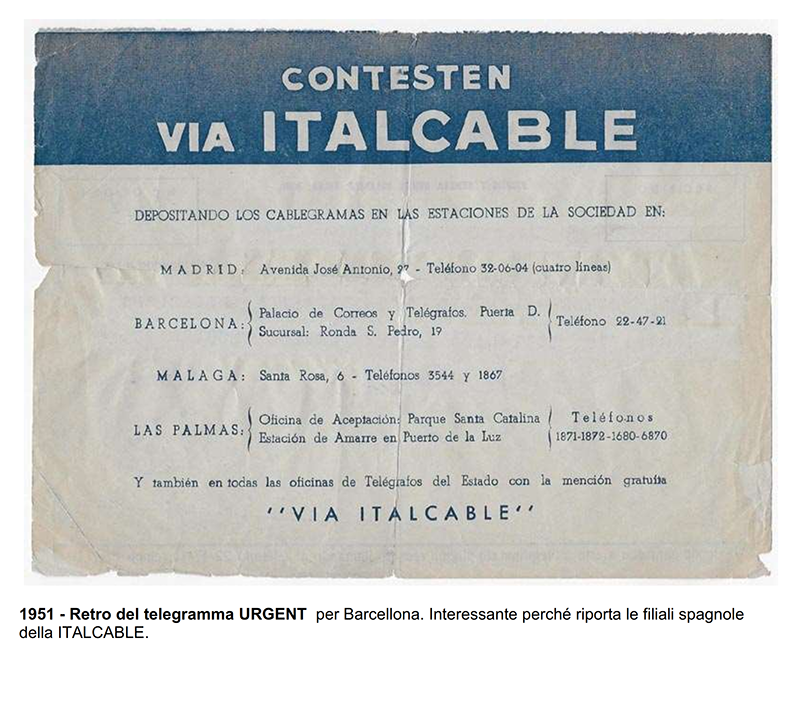 CONTESTEN
VIA ITALCABLE
DEPOSITANDO LOS CABLEGRAMAS EN LAS ESTACIONES DE LA SOCIEDAD EN:
MADRID: Avenida José Antonio, 27 - Teléfono 32-06-04 (cuatro líneas)
BARCELONA: Palacio de Correos y Telégrafos. Puerta D.
Sucursal: Ronda S. Pedro, 19
Teléfono 22-47-21
MALAGA: Santa Rosa, 6 - Teléfonos 3544 y 1867
LAS PALMAS: Oficina de Aceptación: Parque Santa Catalina
Estación de Amarre en Puerto de la Luz
Teléfonos
1871-1872-1680-6870
Y también en todas las oficinas de Telégrafos del Estado con la mención gratuita
''VIA ITALCABLE''
1951 - Retro del telegramma URGENT per Barcellona. Interessante perché riporta le filiali spagnole
della ITALCABLE.